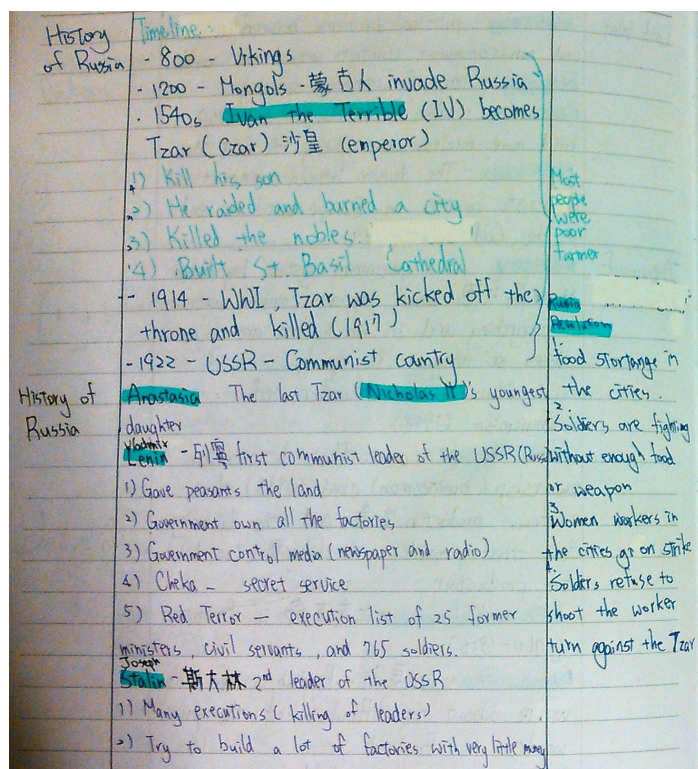 History
of Russia
Timeline:
- 800 - Vikings
- 1200 - Mongols - 蒙古人 invade Russia
- 1540s Ivan the Terrible (IV) becomes
Tzar (Czar) 沙皇 (emperor)
1) Kill his son
2) He raided and burned a city
3) Killed the nobles.
4) Built St. Basil Cathedral
- 1914 - WWI, Tzar was kicked off the
throne and killed (1917)
- 1922 - USSR - Communist country
Most
people
were
poor
farmer
History of
Russia
Anastasia The last Tzar (Nicholas II)'s youngest
daughter
Vladmir
Lenin - 列寧 first communist leader of the USSR (Russia
1) Gave peasants the land
2) Government own all the factories
3) Government control media (newspaper and radio)
4) Cheka - secret service
5) Red Terror - execution list of 25 former
ministers, civil servants, and 765 soldiers.
Joseph
Stalin - 斯大林 2nd leader of the USSR
1) Many executions (killing of leaders)
2) Try to build a lot of factories with very little money
Russia
Revolution
food shortange in
the cities.
2 Soldiers are fighting
without enough food
or weapon
3
Women workers in
the cities go on strike
Soldiers refuse to
shoot the worker
turn against the Tzar